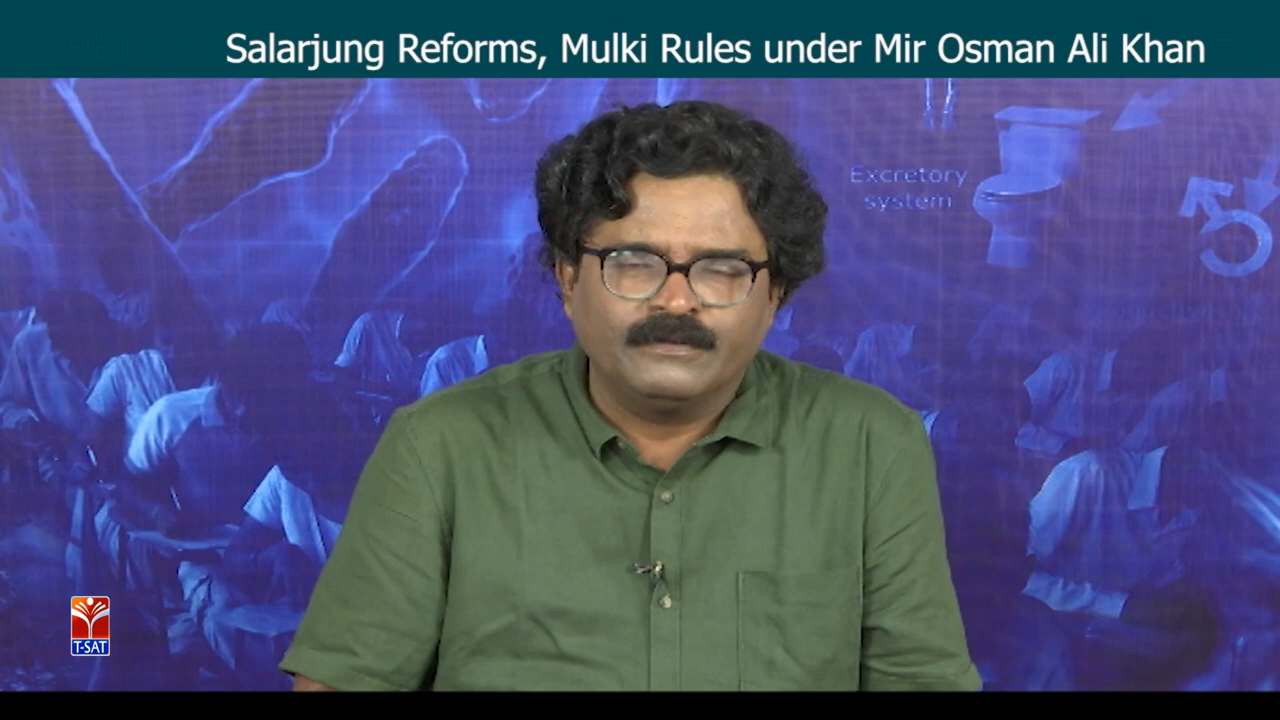 Salarjung Reforms, Mulki Rules under Mir Osman Ali Khan
Excretory
system
T-SAT